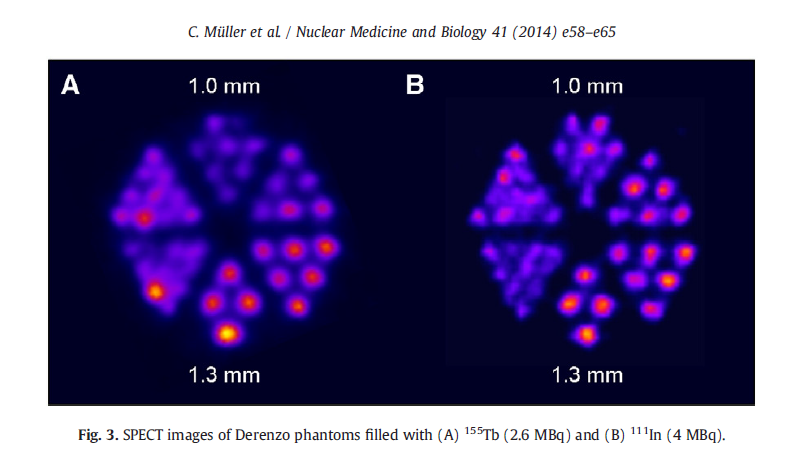 C. Müller et al. / Nuclear Medicine and Biology 41 (2014) e58–e65
A 1.0 mm B 1.0 mm
1.3 mm 1.3 mm
Fig. 3. SPECT images of Derenzo phantoms filled with (A) ¹⁵⁵Tb (2.6 MBq) and (B) ¹¹¹In (4 MBq).